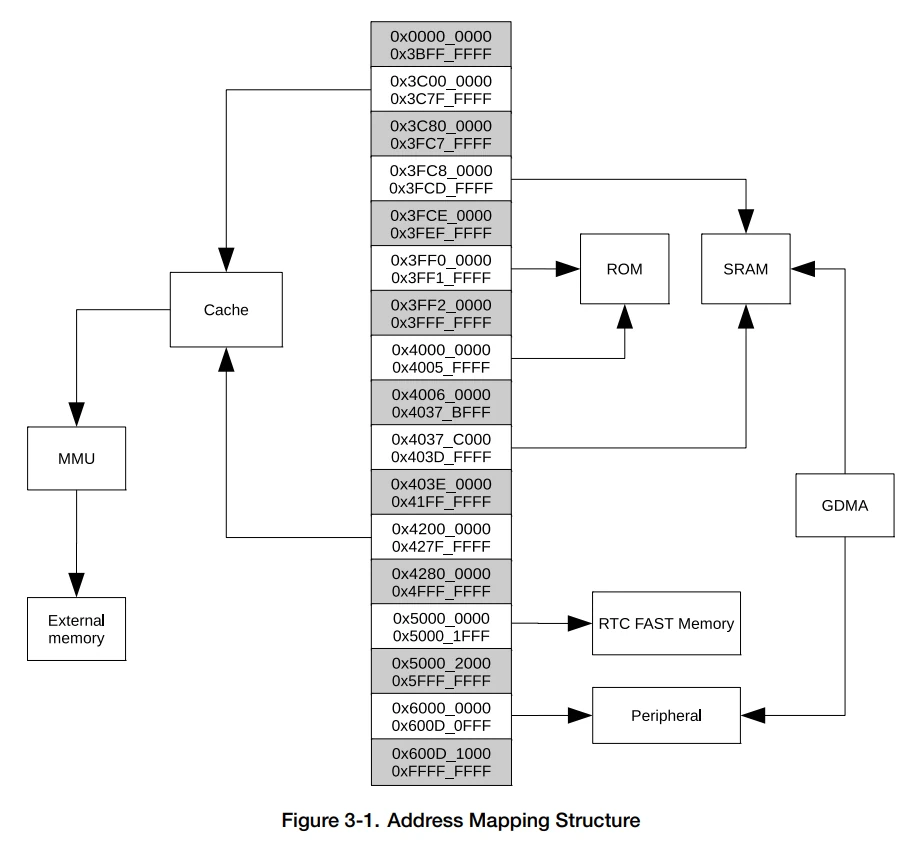 0x0000_0000
0x3BFF_FFFF
0x3C00_0000
0x3C7F_FFFF
0x3C80_0000
0x3FC7_FFFF
0x3FC8_0000
0x3FCD_FFFF
0x3FCE_0000
0x3FEF_FFFF
0x3FF0_0000
0x3FF1_FFFF
ROM
SRAM
Cache
0x3FF2_0000
0x3FFF_FFFF
0x4000_0000
0x4005_FFFF
0x4006_0000
0x4037_BFFF
MMU
0x4037_C000
0x403D_FFFF
0x403E_0000
0x41FF_FFFF
GDMA
0x4200_0000
0x427F_FFFF
0x4280_0000
0x4FFF_FFFF
External
memory
0x5000_0000
0x5000_1FFF
RTC FAST Memory
0x5000_2000
0x5FFF_FFFF
0x6000_0000
0x600D_0FFF
Peripheral
0x600D_1000
0xFFFF_FFFF
Figure 3-1. Address Mapping Structure